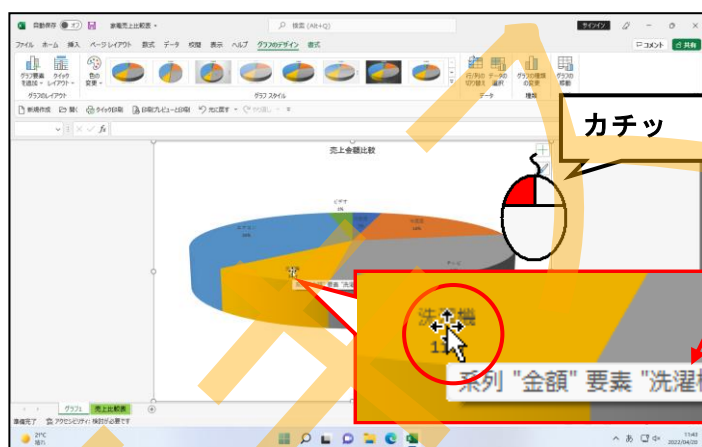 自動保存 オフ 家電売上比較表 検索 (Alt+Q) サインイン
ファイル ホーム 挿入 ページレイアウト 数式 データ 校閲 表示 ヘルプ グラフのデザイン 書式 コメント 共有
グラフ要素を追加 クイックレイアウト 色の変更 行/列の切り替え データの選択 グラフの種類の変更 グラフの移動
グラフのレイアウト グラフ スタイル データ 種類
新規作成 開く クイック印刷 印刷プレビューと印刷 元に戻す
fx
カチッ
売上金額比較
ビデオ
洗濯機
系列 "金額" 要素 "洗濯
グラフ1 売上比較表
準備完了 アクセシビリティ: 検討が必要です
21°C
あ
11:43
2022/04/20